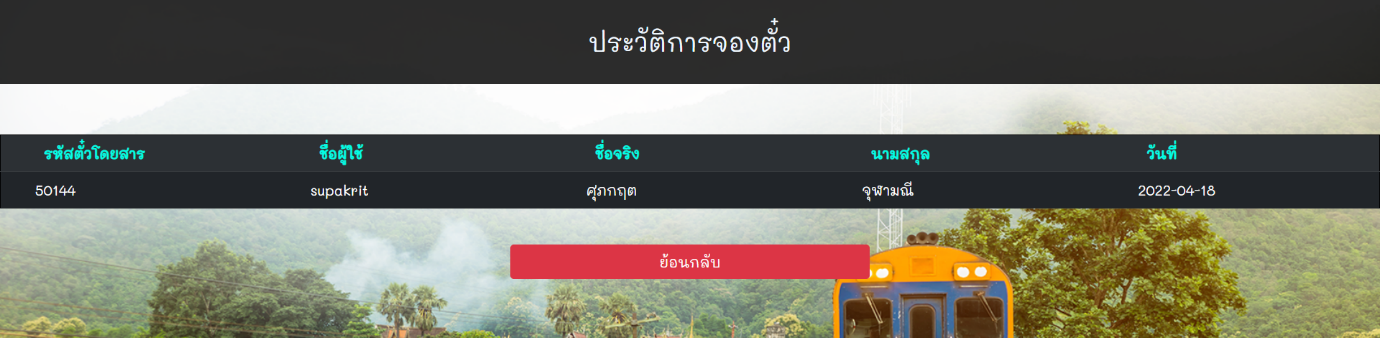 ประวัติการจองตั๋ว
รหัสตั๋วโดยสาร ชื่อผู้ใช้ ชื่อจริง นามสกุล วันที่
50144 supakrit ศุภกฤต จุฬามณี 2022-04-18
ย้อนกลับ